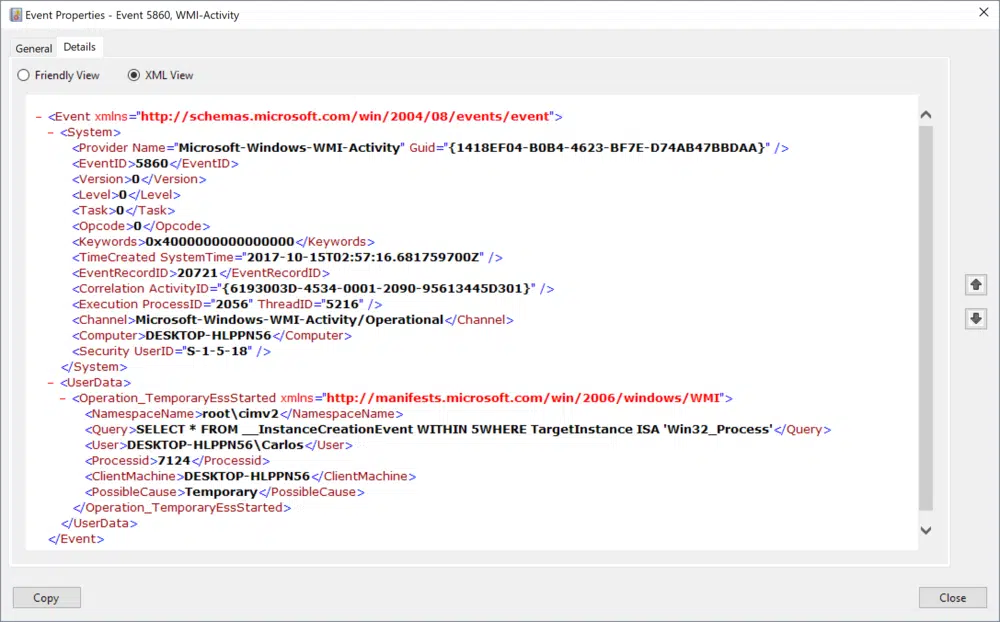 Event Properties - Event 5860, WMI-Activity
General Details
Friendly View XML View
- <Event xmlns="http://schemas.microsoft.com/win/2004/08/events/event">
- <System>
<Provider Name="Microsoft-Windows-WMI-Activity" Guid="{1418EF04-B0B4-4623-BF7E-D74AB47BBDAA}" />
<EventID>5860</EventID>
<Version>0</Version>
<Level>0</Level>
<Task>0</Task>
<Opcode>0</Opcode>
<Keywords>0x4000000000000000</Keywords>
<TimeCreated SystemTime="2017-10-15T02:57:16.681759700Z" />
<EventRecordID>20721</EventRecordID>
<Correlation ActivityID="{6193003D-4534-0001-2090-95613445D301}" />
<Execution ProcessID="2056" ThreadID="5216" />
<Channel>Microsoft-Windows-WMI-Activity/Operational</Channel>
<Computer>DESKTOP-HLPPN56</Computer>
<Security UserID="S-1-5-18" />
</System>
- <UserData>
- <Operation_TemporaryEssStarted xmlns="http://manifests.microsoft.com/win/2006/windows/WMI">
<NamespaceName>root\cimv2</NamespaceName>
<Query>SELECT * FROM __InstanceCreationEvent WITHIN 5WHERE TargetInstance ISA 'Win32_Process'</Query>
<User>DESKTOP-HLPPN56\Carlos</User>
<Processid>7124</Processid>
<ClientMachine>DESKTOP-HLPPN56</ClientMachine>
<PossibleCause>Temporary</PossibleCause>
</Operation_TemporaryEssStarted>
</UserData>
</Event>
Copy Close